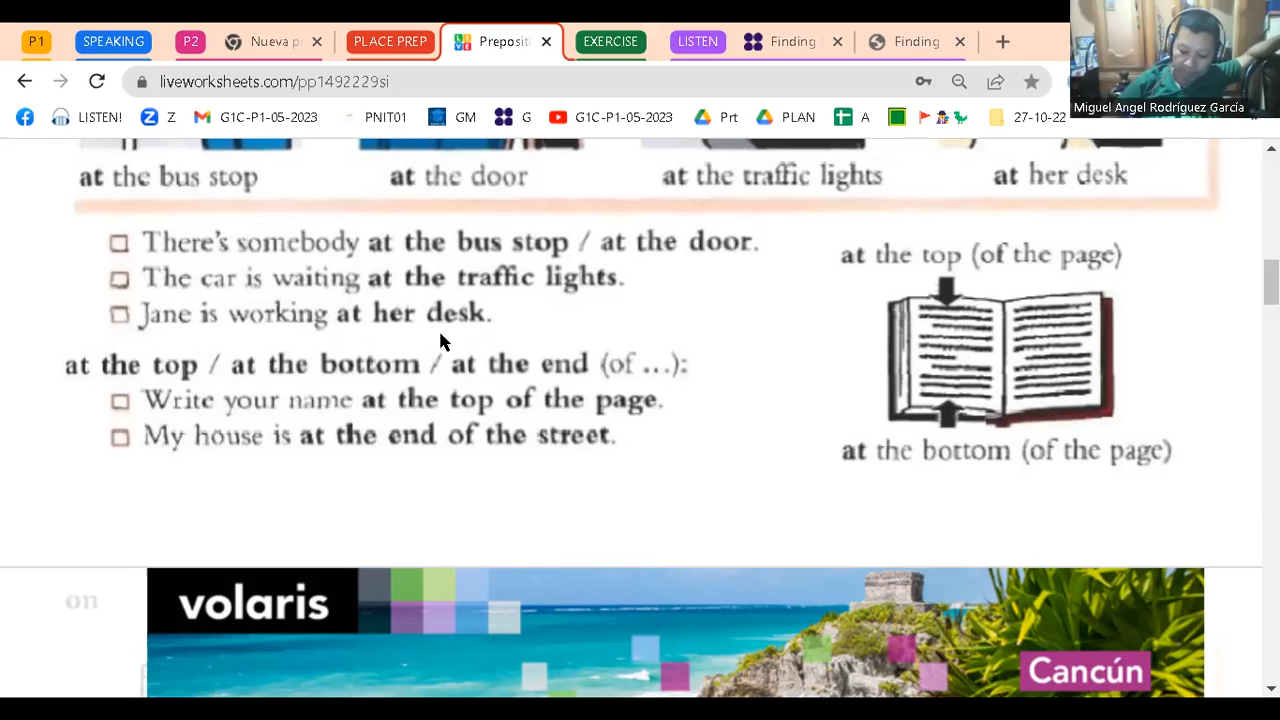 P1
SPEAKING
P2
Nueva p
PLACE PREP
Preposit
EXERCISE
LISTEN
Finding
Finding
Miguel Angel Rodríguez García
liveworksheets.com/pp1492229si
LISTEN!
Z
G1C-P1-05-2023
PNIT01
GM
G
G1C-P1-05-2023
Prt
PLAN
A
27-10-22
at the bus stop
at the door
at the traffic lights
at her desk
There's somebody at the bus stop / at the door.
The car is waiting at the traffic lights.
Jane is working at her desk.
at the top / at the bottom / at the end (of ...):
Write your name at the top of the page.
My house is at the end of the street.
at the top (of the page)
at the bottom (of the page)
on
volaris
Cancún